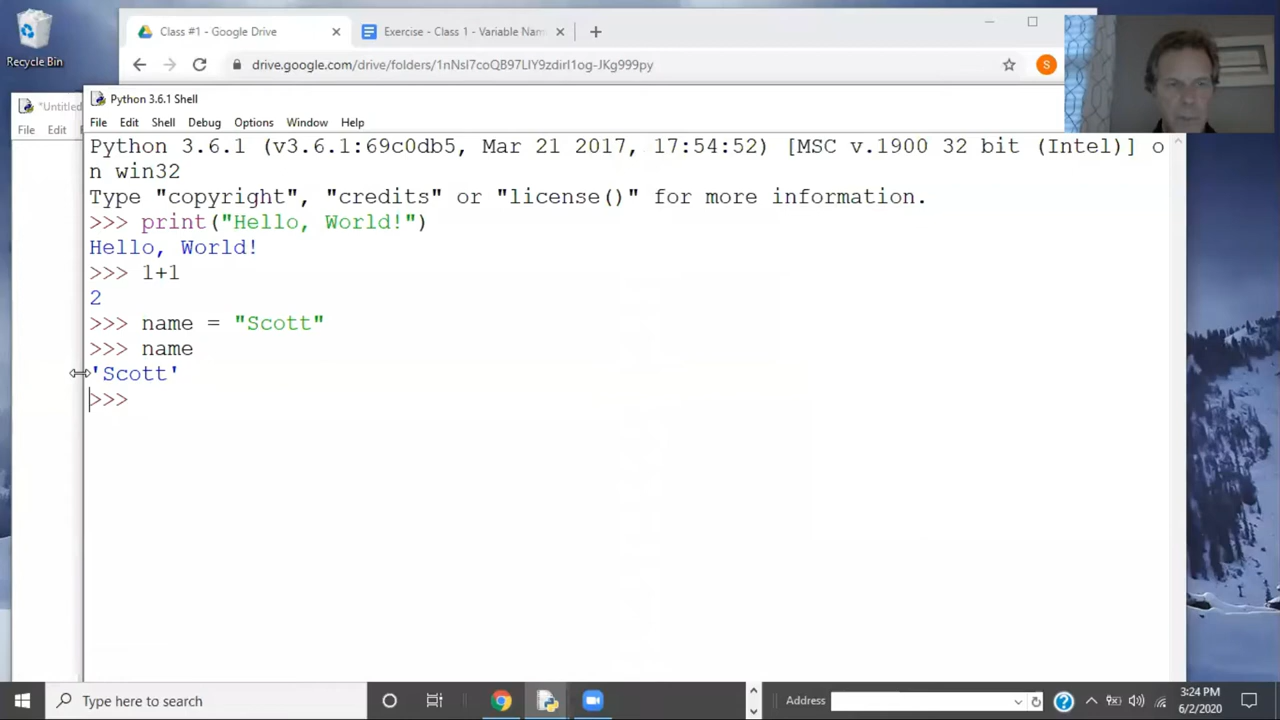 Recycle Bin
Class #1 - Google Drive
Exercise - Class 1 - Variable Nam
drive.google.com/drive/folders/1nNsI7coQB97LIY9zdirI1og-JKg999py
S
*Untitled
File Edit
Python 3.6.1 Shell
File Edit Shell Debug Options Window Help
Python 3.6.1 (v3.6.1:69c0db5, Mar 21 2017, 17:54:52) [MSC v.1900 32 bit (Intel)] o
n win32
Type "copyright", "credits" or "license()" for more information.
>>> print("Hello, World!")
Hello, World!
>>> 1+1
2
>>> name = "Scott"
>>> name
'Scott'
>>>
Type here to search
Address
3:24 PM
6/2/2020